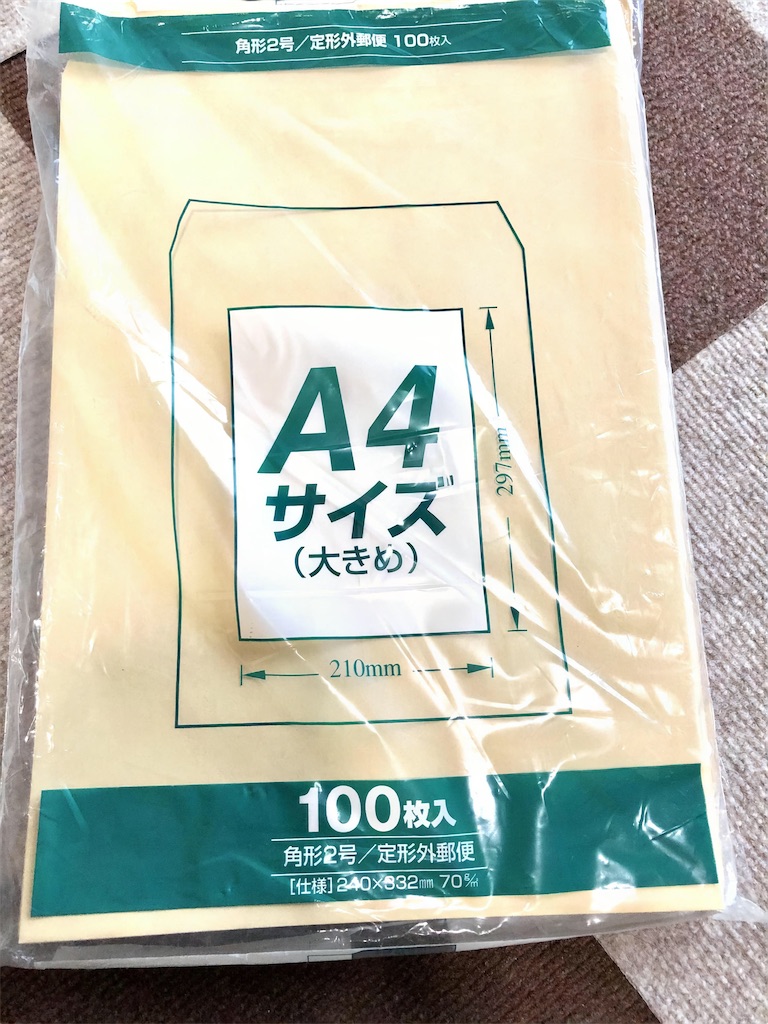 角形2号／定形外郵便 100枚入
A4
サイズ
（大きめ）
297mm
210mm
100枚入
角形2号／定形外郵便
［仕様］240×332mm 70g/㎡